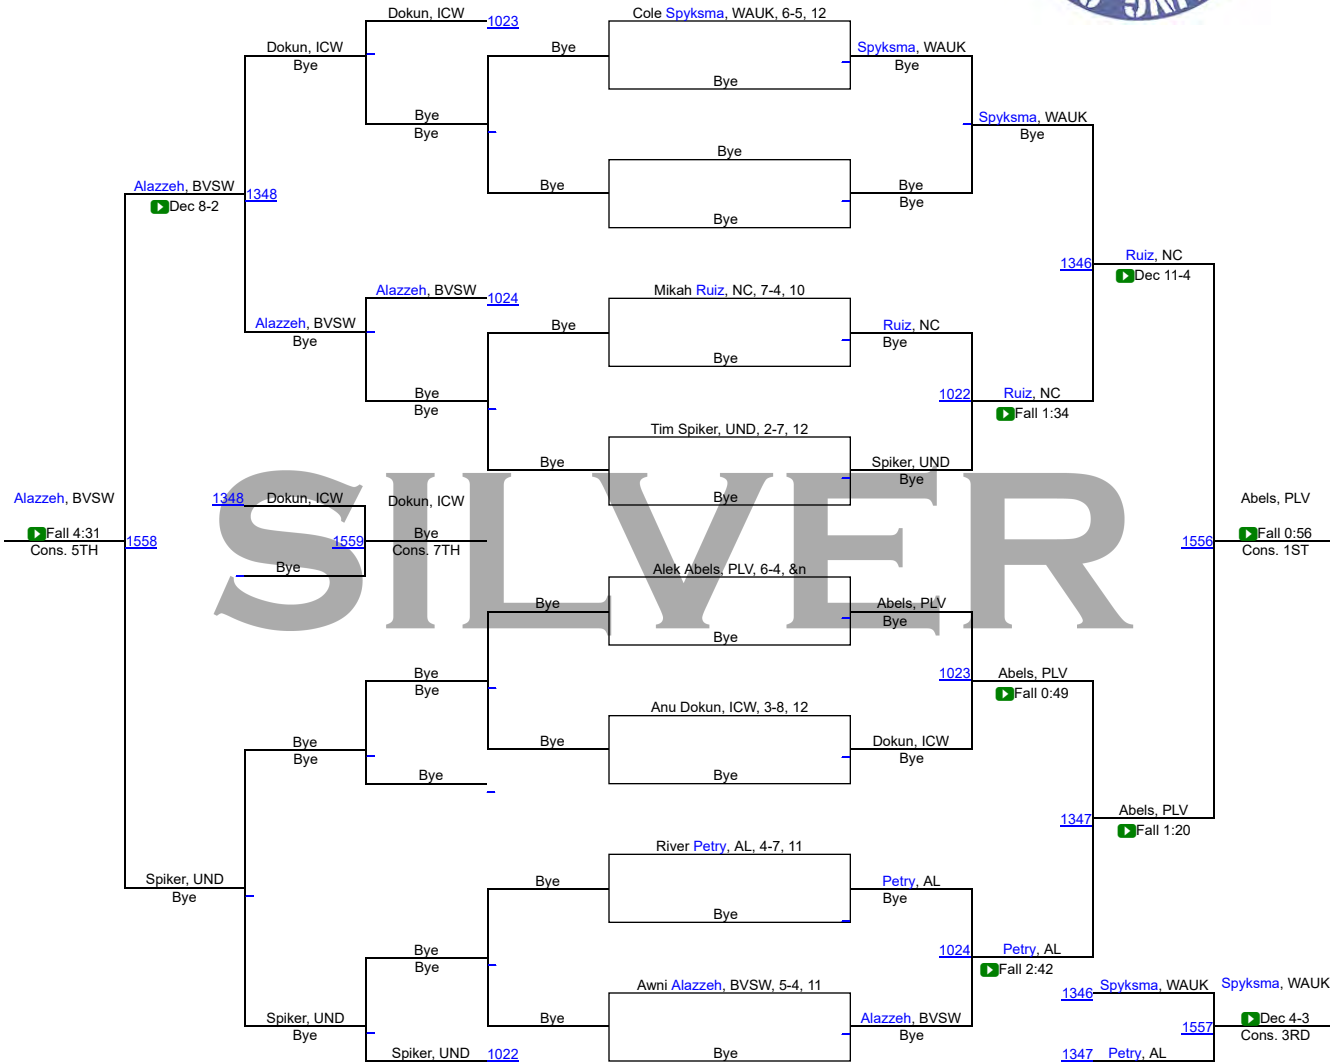 Dokun, ICW
1023
Cole Spyksma, WAUK, 6-5, 12
Dokun, ICW
Bye
Bye
Spyksma, WAUK
Bye
Bye
Bye
Bye
Spyksma, WAUK
Bye
Bye
Alazzeh, BVSW
Dec 8-2
1348
Bye
Bye
Bye
Bye
1346
Ruiz, NC
Dec 11-4
Alazzeh, BVSW
1024
Mikah Ruiz, NC, 7-4, 10
Alazzeh, BVSW
Bye
Bye
Ruiz, NC
Bye
Bye
Bye
Bye
1022
Ruiz, NC
Fall 1:34
Tim Spiker, UND, 2-7, 12
Bye
Spiker, UND
Bye
Bye
SILVER
Alazzeh, BVSW
Fall 4:31
Cons. 5TH
1558
1348
Dokun, ICW
Bye
1559
Dokun, ICW
Bye
Cons. 7TH
1556
Abels, PLV
Fall 0:56
Cons. 1ST
Alek Abels, PLV, 6-4, &n
Bye
Abels, PLV
Bye
Bye
Bye
Bye
1023
Abels, PLV
Fall 0:49
Anu Dokun, ICW, 3-8, 12
Bye
Bye
Bye
Dokun, ICW
Bye
Bye
Bye
1347
Abels, PLV
Fall 1:20
River Petry, AL, 4-7, 11
Spiker, UND
Bye
Bye
Petry, AL
Bye
Bye
Bye
Bye
1024
Petry, AL
Fall 2:42
Awni Alazzeh, BVSW, 5-4, 11
Spiker, UND
Bye
Bye
Alazzeh, BVSW
Bye
Spiker, UND
1022
Bye
1346
Spyksma, WAUK
Spyksma, WAUK
1557
Dec 4-3
Cons. 3RD
1347
Petry, AL